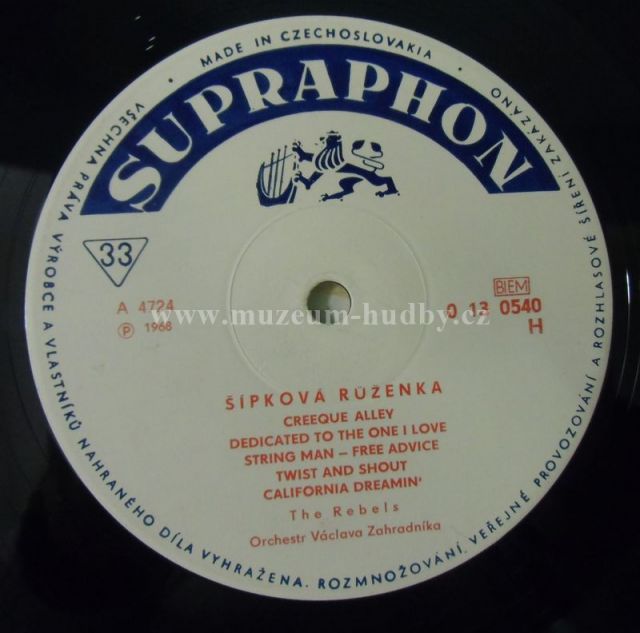 MADE IN CZECHOSLOVAKIA
SUPRAPHON
33
A 4724
Ⓟ 1968
BIEM
0 13 0540
H
www.muzeum-hudby.cz
ŠÍPKOVÁ RŮŽENKA
CREEQUE ALLEY
DEDICATED TO THE ONE I LOVE
STRING MAN – FREE ADVICE
TWIST AND SHOUT
CALIFORNIA DREAMIN'
The Rebels
Orchestr Václava Zahradníka
VŠECHNA PRÁVA VÝROBCE A VLASTNÍKŮ NAHRANÉHO DÍLA VYHRAŽENA. ROZMNOŽOVÁNÍ, VEŘEJNÉ PROVOZOVÁNÍ A ROZHLASOVÉ ŠÍŘENÍ ZAKÁZÁNO